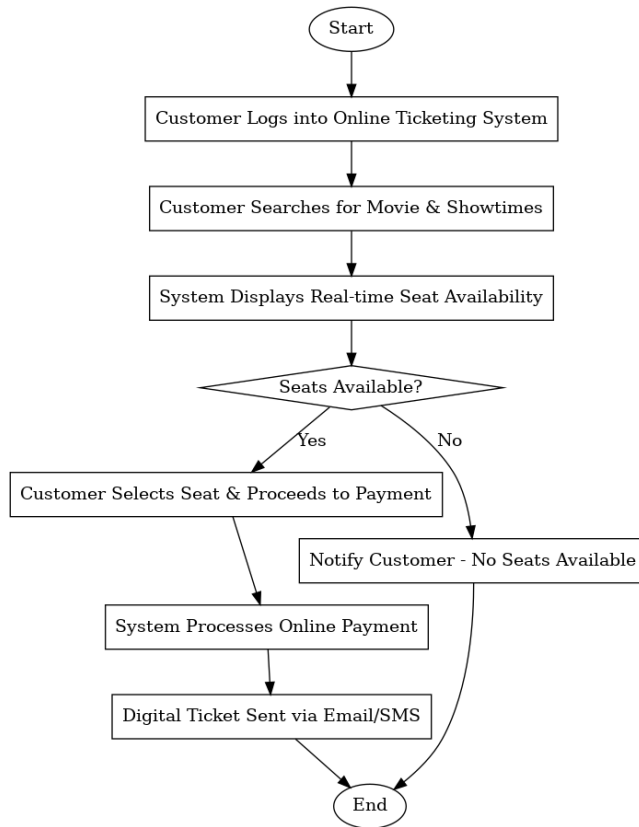 Start
Customer Logs into Online Ticketing System
Customer Searches for Movie & Showtimes
System Displays Real-time Seat Availability
Seats Available?
Yes
No
Customer Selects Seat & Proceeds to Payment
Notify Customer - No Seats Available
System Processes Online Payment
Digital Ticket Sent via Email/SMS
End